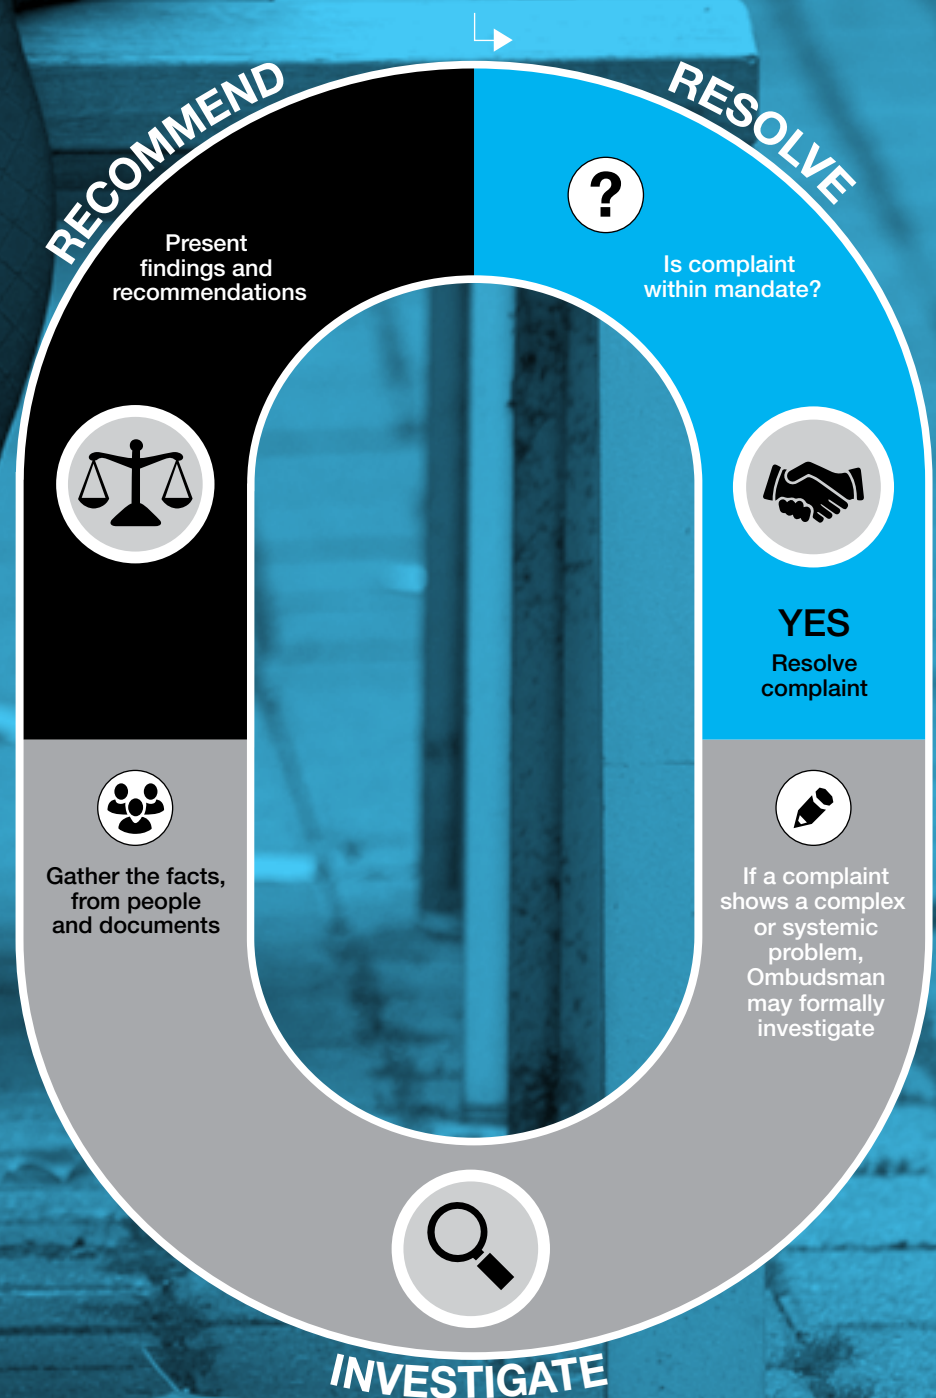 RESOLVE
?
Is complaint
within mandate?
YES
Resolve
complaint
If a complaint
shows a complex
or systemic
problem,
Ombudsman
may formally
investigate
INVESTIGATE
Gather the facts,
from people
and documents
RECOMMEND
Present
findings and
recommendations